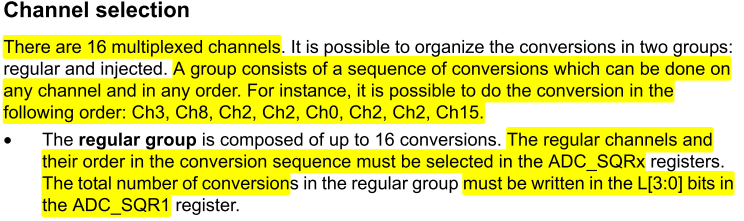 Channel selection
There are 16 multiplexed channels. It is possible to organize the conversions in two groups:
regular and injected. A group consists of a sequence of conversions which can be done on
any channel and in any order. For instance, it is possible to do the conversion in the
following order: Ch3, Ch8, Ch2, Ch2, Ch0, Ch2, Ch2, Ch15.
• The regular group is composed of up to 16 conversions. The regular channels and
their order in the conversion sequence must be selected in the ADC_SQRx registers.
The total number of conversions in the regular group must be written in the L[3:0] bits in
the ADC_SQR1 register.